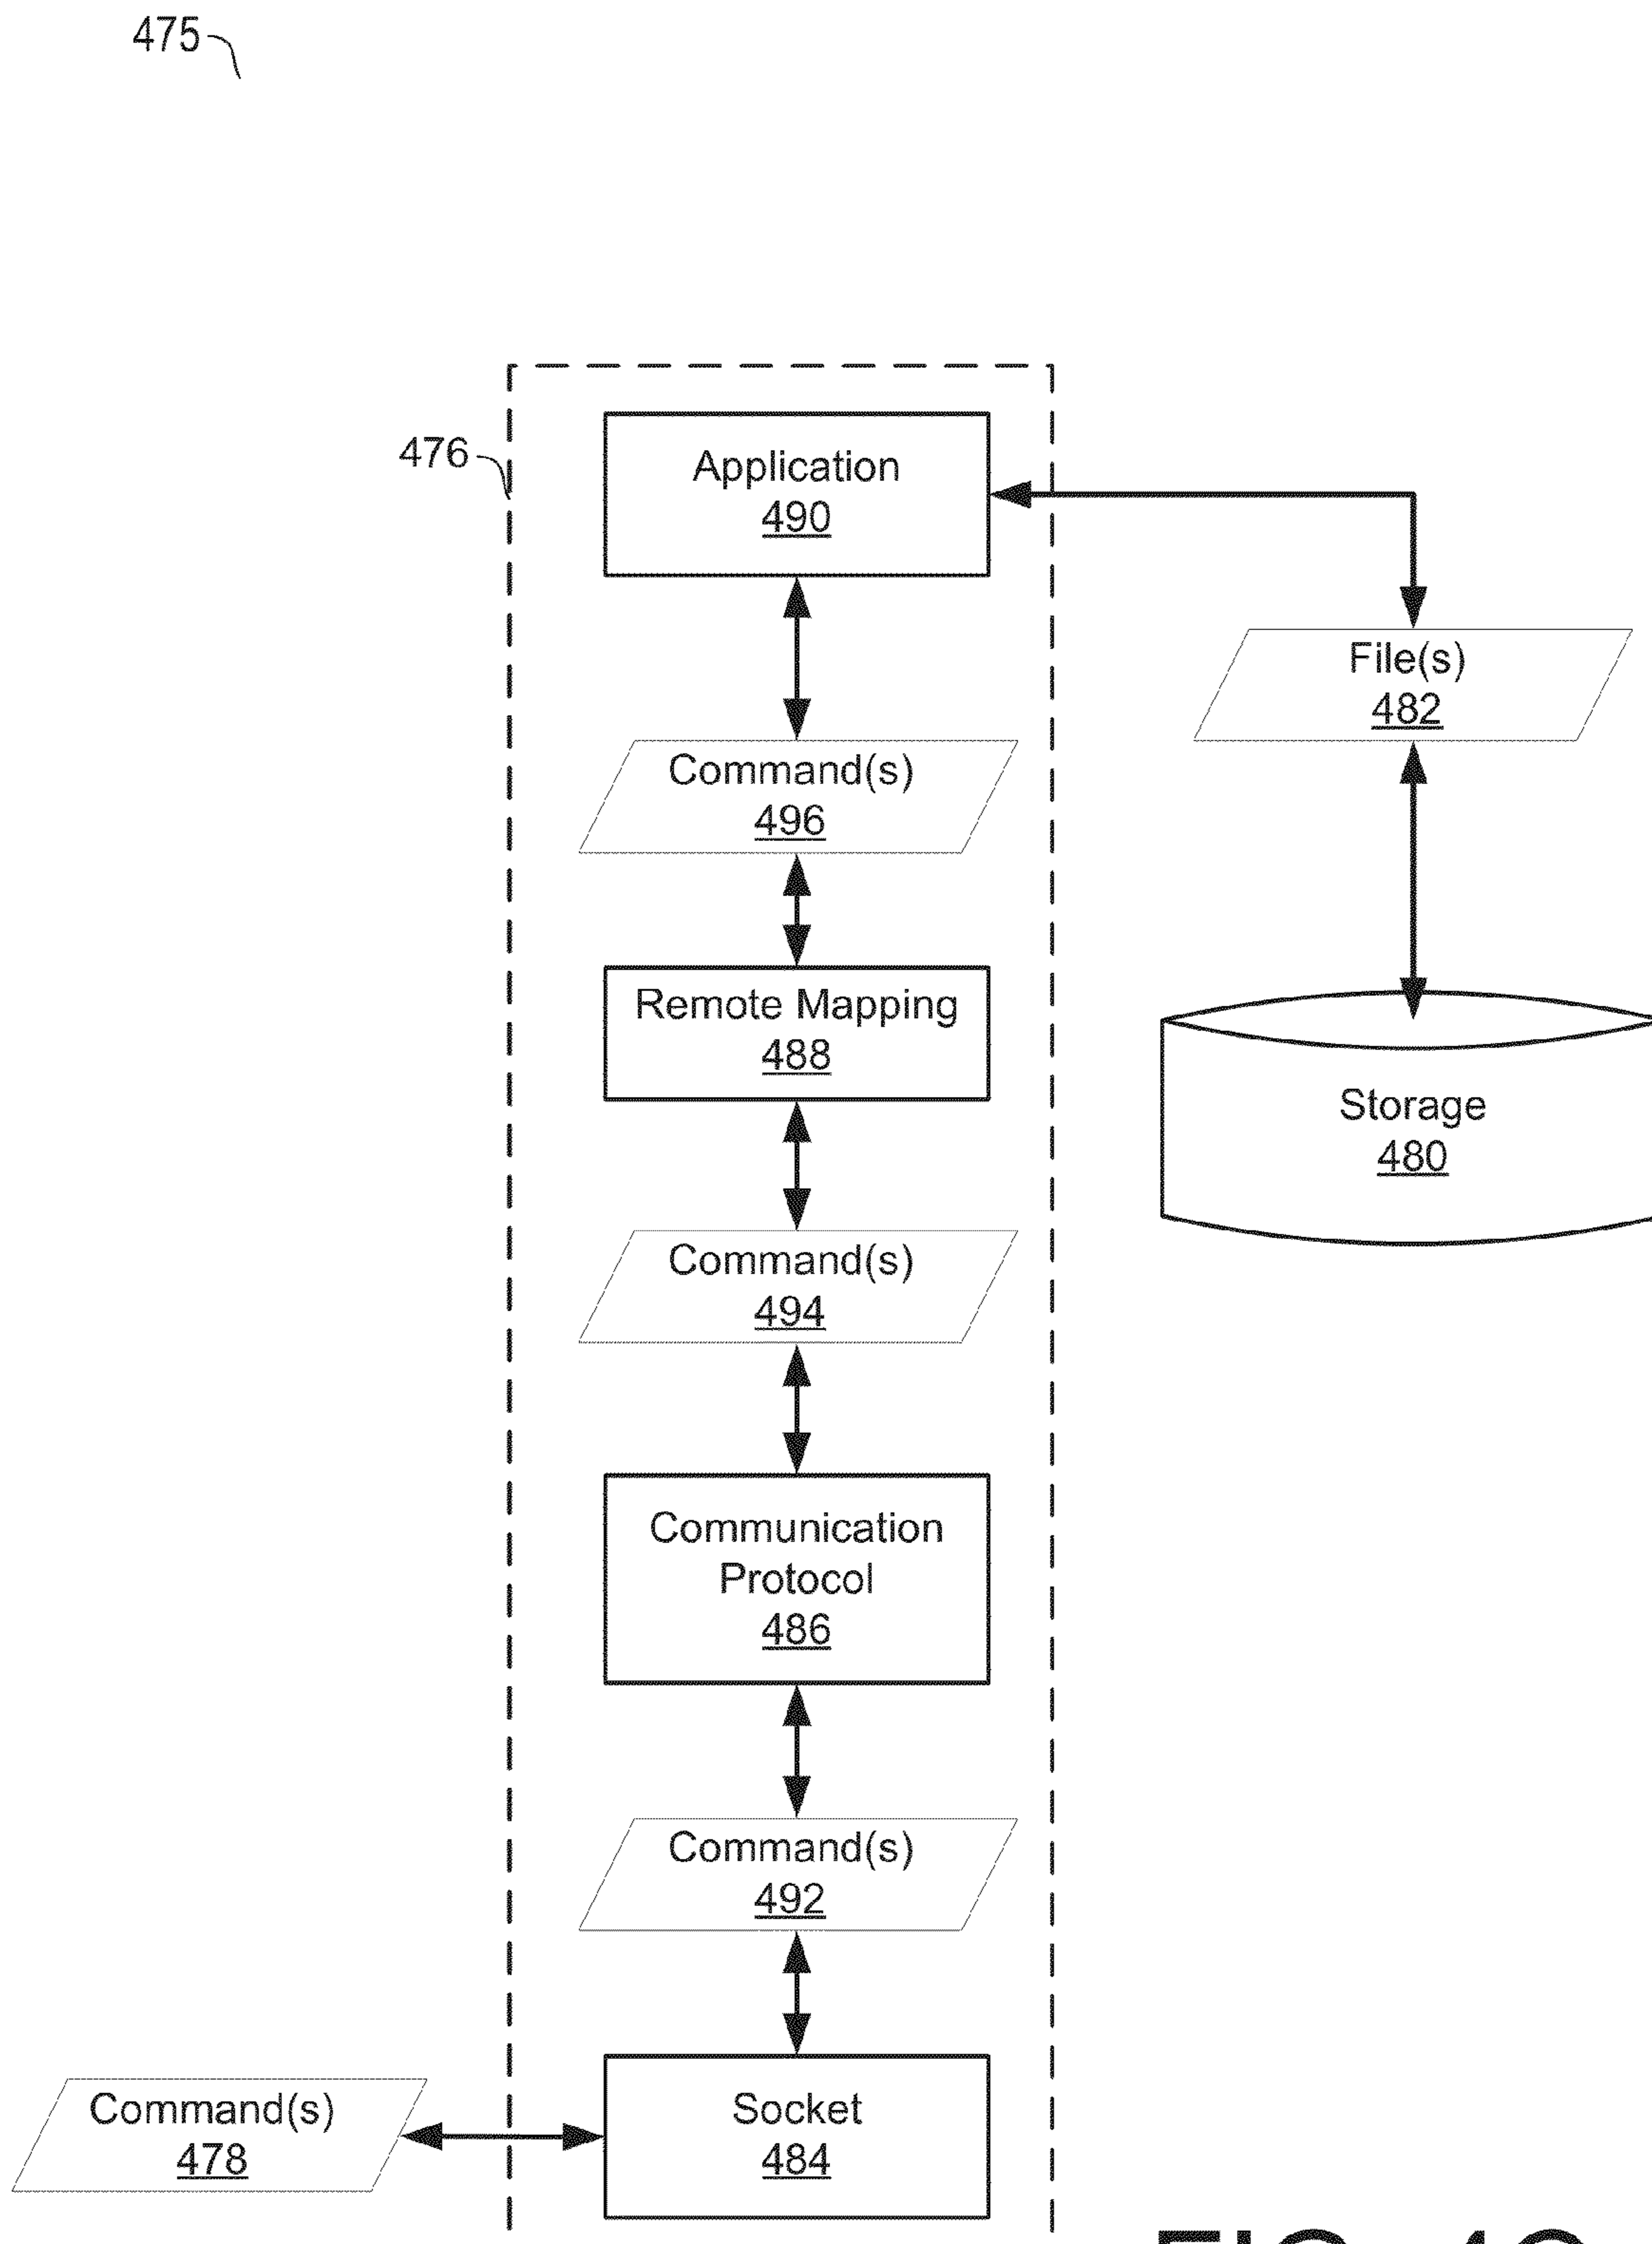 475
476
Application
490
File(s)
482
Command(s)
496
Remote Mapping
488
Storage
480
Command(s)
494
Communication
Protocol
486
Command(s)
492
Command(s)
478
Socket
484